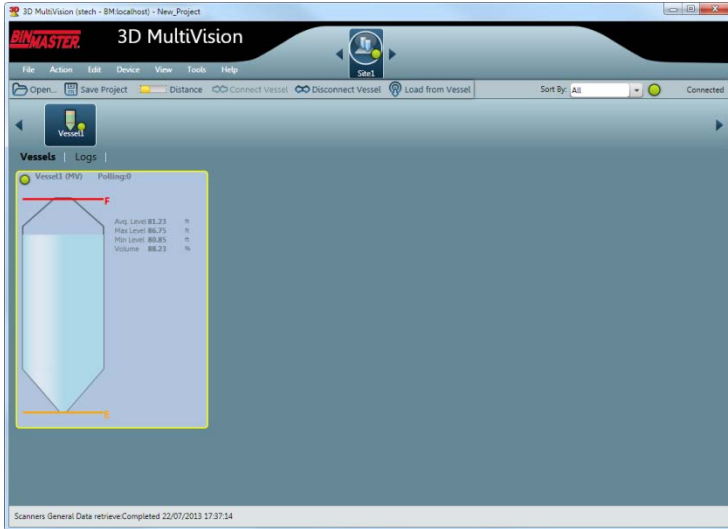 3D MultiVision (stech - BM:localhost) - New_Project
BINMASTER.
3D MultiVision
File Action Edit Device View Tools Help
Site1
Open... Save Project Distance Connect Vessel Disconnect Vessel Load from Vessel Sort By: All Connected
Vessel1
Vessels | Logs |
Vessel1 (MV) Polling:0
F
Avg. Level 81.23 ft
Max Level 86.75 ft
Min Level 80.85 ft
Volume 88.23 %
E
Scanners General Data retrieve:Completed 22/07/2013 17:37:14